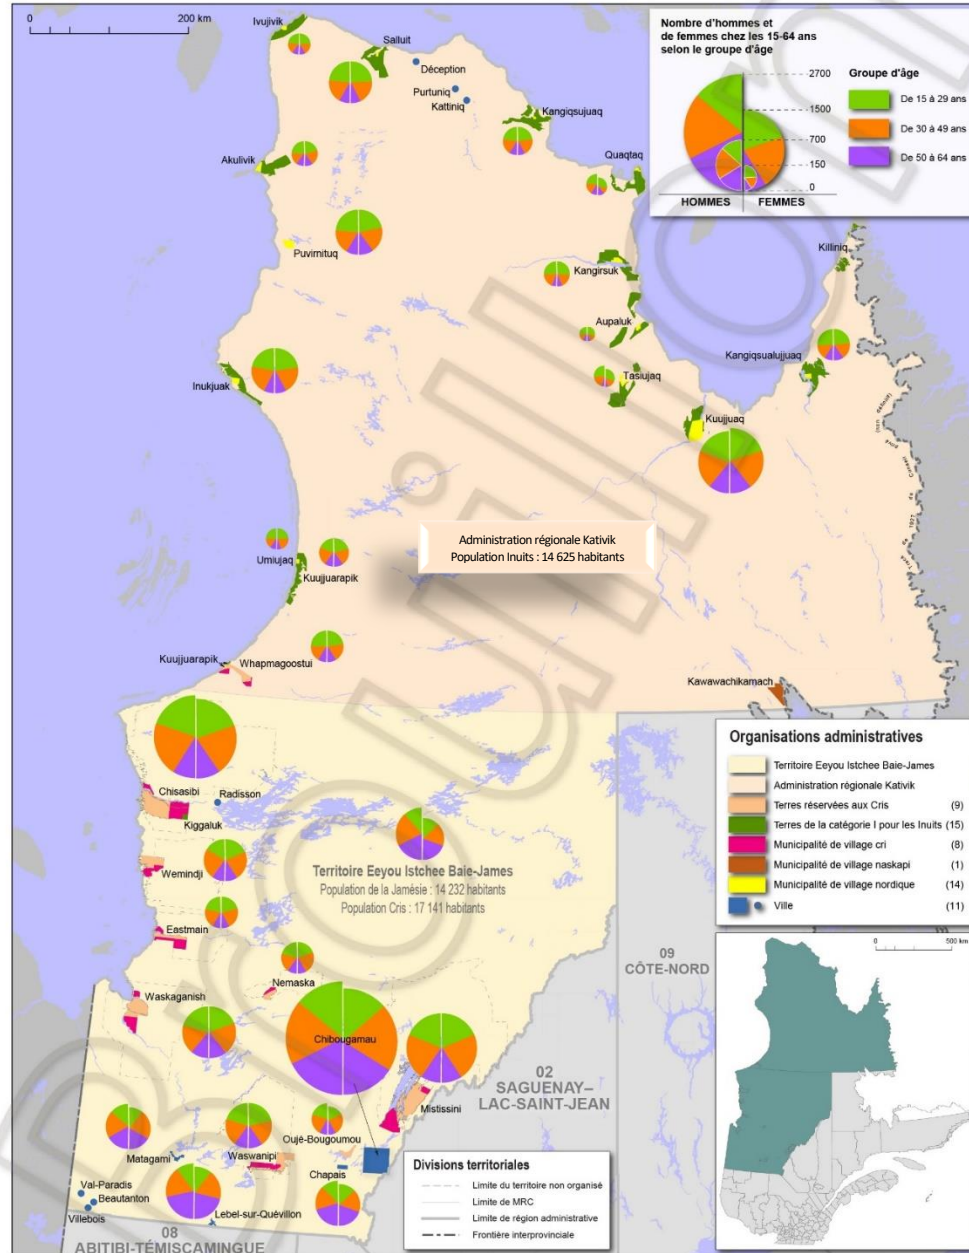 0 200 km
Ivujivik
Salluit
Déception
Purtuniq
Kattiniq
Kangiqsujuaq
Akulivik
Quaqtaq
Puvirnituq
Kangirsuk
Killiniq
Aupaluk
Kangiqsualujjuaq
Tasiujaq
Inukjuak
Kuujjuaq
Nombre d'hommes et
de femmes chez les 15-64 ans
selon le groupe d'âge
2700
1500
700
150
0
HOMMES FEMMES
Groupe d'âge
De 15 à 29 ans
De 30 à 49 ans
De 50 à 64 ans
Administration régionale Kativik
Population Inuits : 14 625 habitants
Umiujaq
Kuujjuarapik
Kuujjuarapik
Whapmagoostui
Kawawachikamach
Chisasibi
Radisson
Kiggaluk
Wemindji
Territoire Eeyou Istchee Baie-James
Population de la Jamésie : 14 232 habitants
Population Cris : 17 141 habitants
Eastmain
Nemaska
Waskaganish
Chibougamau
Mistissini
Oujé-Bougoumou
Matagami
Waswanipi
Chapais
Val-Paradis
Beautanton
Villebois
Lebel-sur-Quévillon
08
ABITIBI-TÉMISCAMINGUE
02
SAGUENAY–
LAC-SAINT-JEAN
09
CÔTE-NORD
Organisations administratives
Territoire Eeyou Istchee Baie-James
Administration régionale Kativik
Terres réservées aux Cris (9)
Terres de la catégorie I pour les Inuits (15)
Municipalité de village cri (8)
Municipalité de village naskapi (1)
Municipalité de village nordique (14)
Ville (11)
Divisions territoriales
Limite du territoire non organisé
Limite de MRC
Limite de région administrative
Frontière interprovinciale
0 500 km
Brouillon